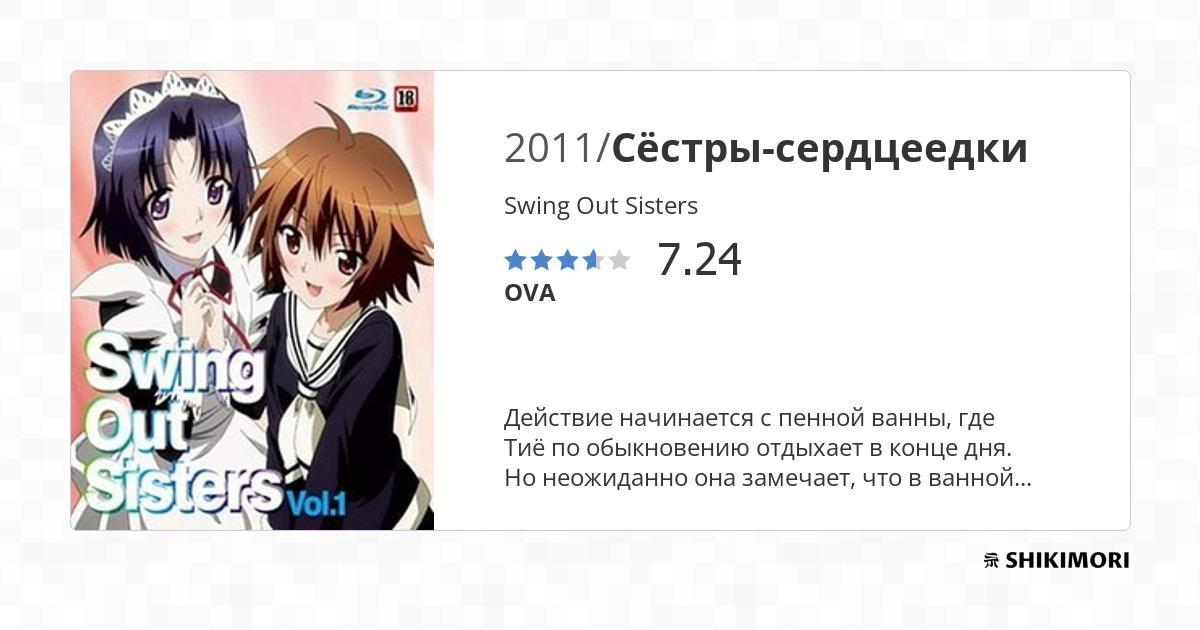 Blu-ray Disc 18
Swing
Out
Sisters Vol.1
2011/Сёстры-сердцеедки
Swing Out Sisters
7.24
OVA
Действие начинается с пенной ванны, где
Тиё по обыкновению отдыхает в конце дня.
Но неожиданно она замечает, что в ванной...
SHIKIMORI